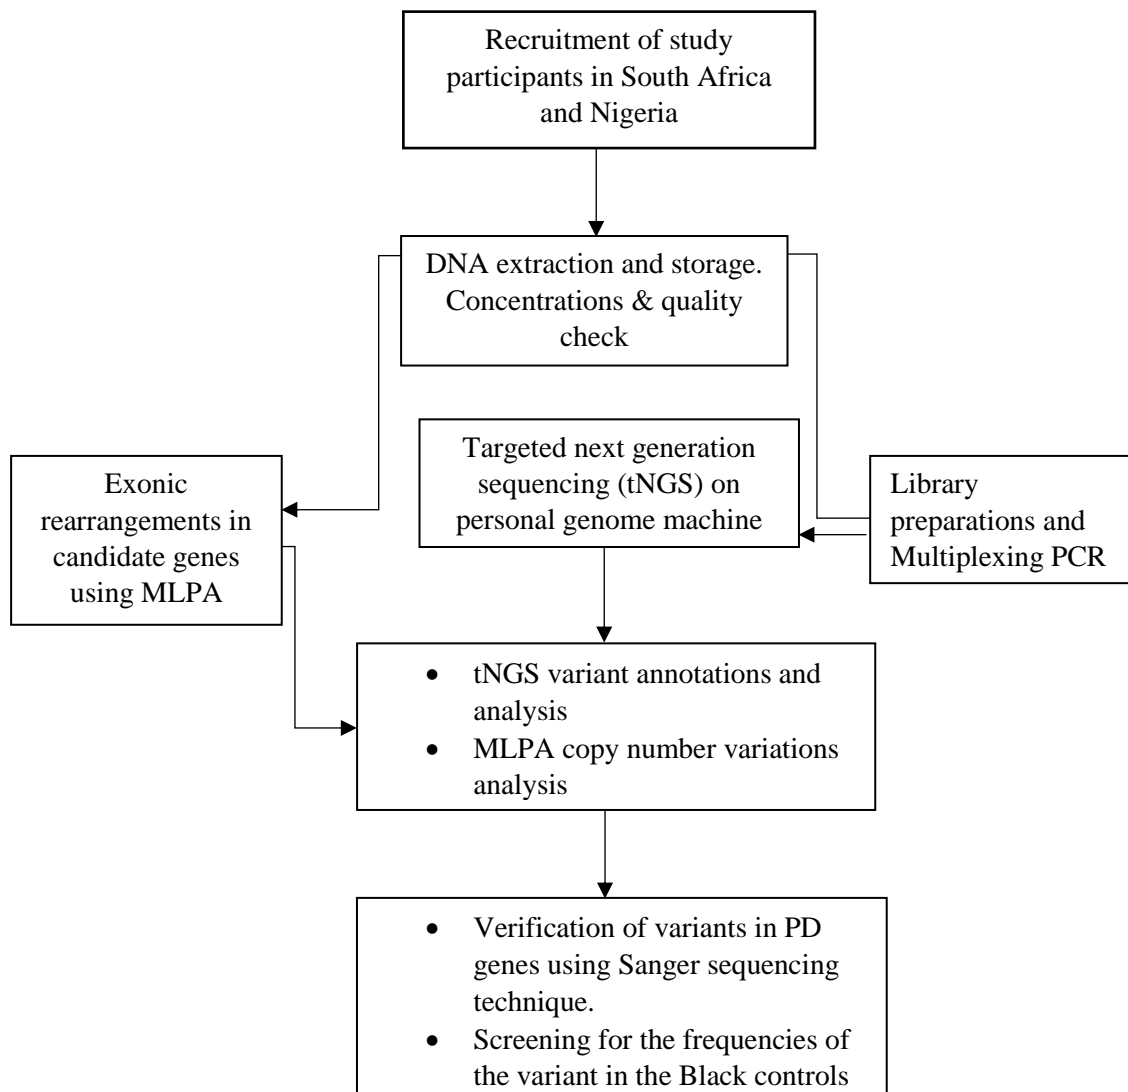 Recruitment of study
participants in South Africa
and Nigeria
DNA extraction and storage.
Concentrations & quality
check
Targeted next generation
sequencing (tNGS) on
personal genome machine
Exonic
rearrangements in
candidate genes
using MLPA
Library
preparations and
Multiplexing PCR
• tNGS variant annotations and
analysis
• MLPA copy number variations
analysis
• Verification of variants in PD
genes using Sanger sequencing
technique.
• Screening for the frequencies of
the variant in the Black controls